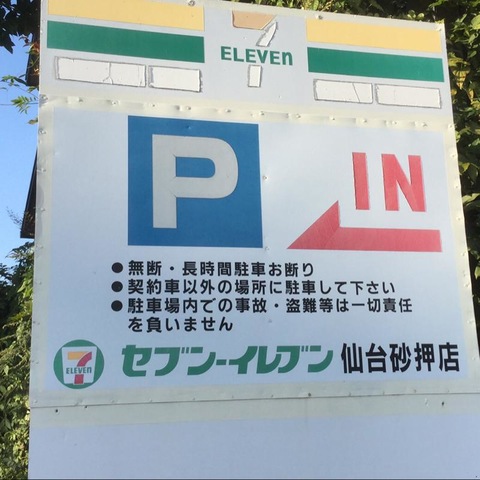 7
ELEVEn
P
IN
●無断・長時間駐車お断り
●契約車以外の場所に駐車して下さい
●駐車場内での事故・盗難等は一切責任
を負いません
7
ELEVEn
セブン-イレブン 仙台砂押店